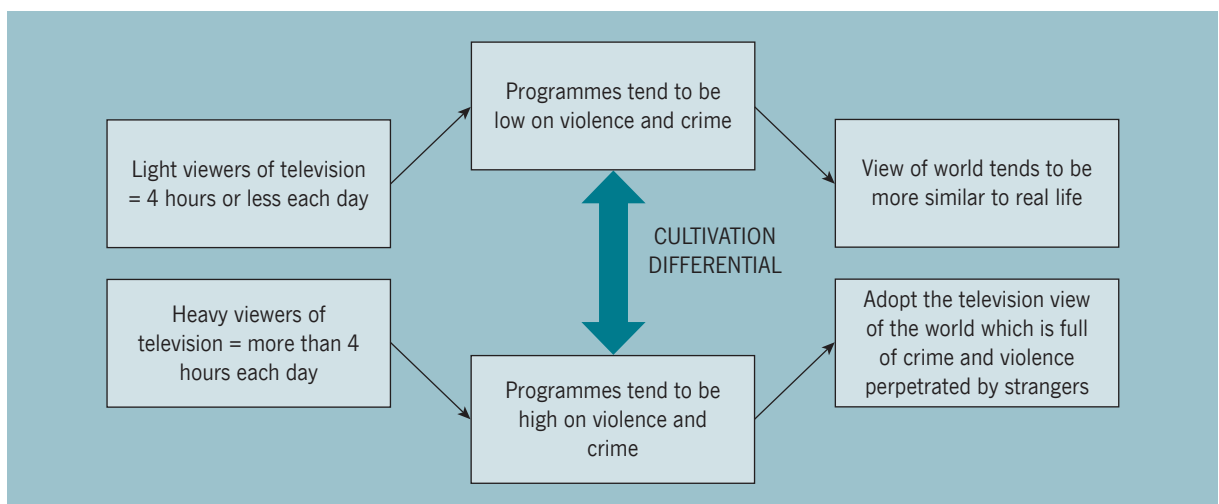 Light viewers of television
= 4 hours or less each day
Programmes tend to be
low on violence and crime
View of world tends to be
more similar to real life
CULTIVATION
DIFFERENTIAL
Heavy viewers of
television = more than 4
hours each day
Programmes tend to be
high on violence and
crime
Adopt the television view
of the world which is full
of crime and violence
perpetrated by strangers